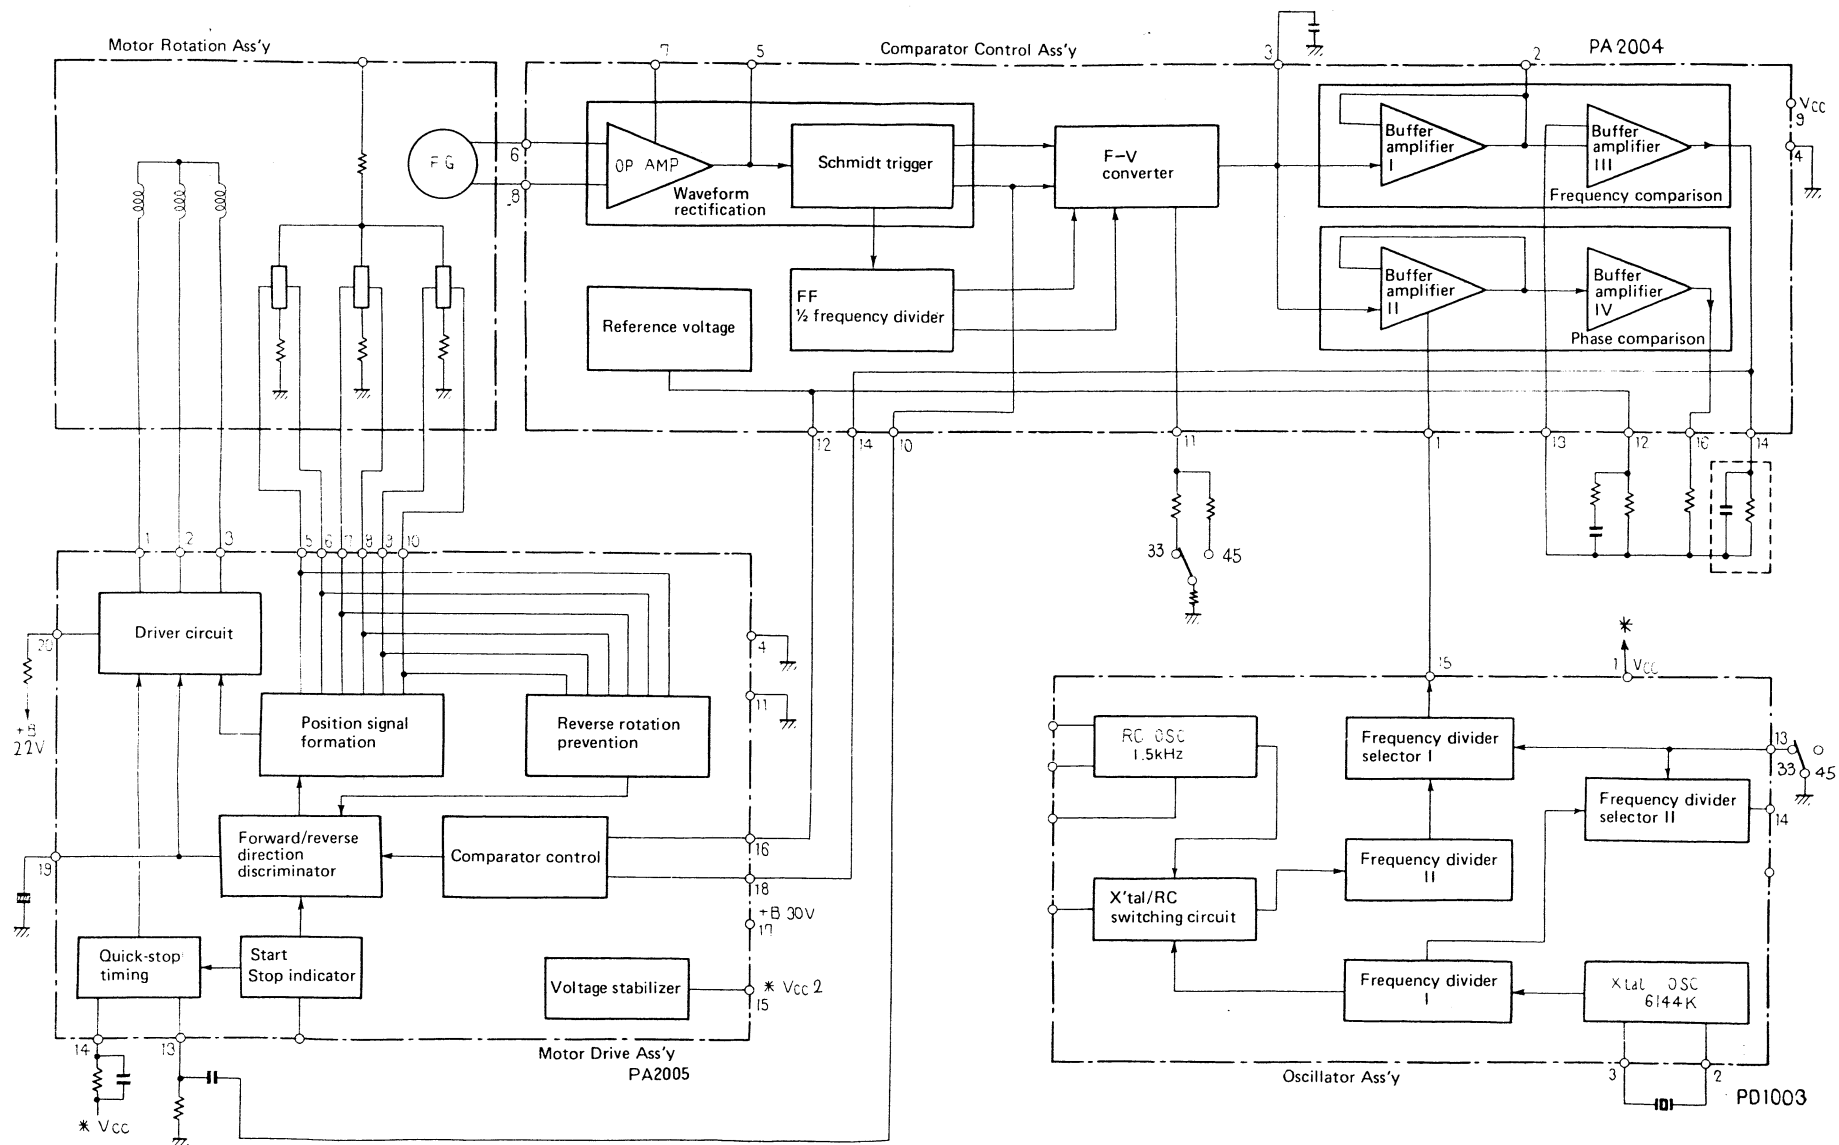 Motor Rotation Ass'y
Comparator Control Ass'y
PA2004
7
5
3
2
VCC
9
4
FG
6
8
OP AMP
Waveform
rectification
Schmidt trigger
F-V
converter
Buffer
amplifier
I
Buffer
amplifier
III
Frequency comparison
Buffer
amplifier
II
Buffer
amplifier
IV
Phase comparison
Reference voltage
FF
½ frequency divider
12
14
10
11
1
13
12
16
14
33
45
1
2
3
5
6
7
8
9
10
Driver circuit
20
+B
22V
4
11
Position signal
formation
Reverse rotation
prevention
Forward/reverse
direction
discriminator
Comparator control
19
16
18
+B 30V
17
Quick-stop
timing
Start
Stop indicator
Voltage stabilizer
* VCC 2
15
14
13
Motor Drive Ass'y
PA2005
* VCC
*
15
1
VCC
RC OSC
1.5kHz
Frequency divider
selector I
13
33
45
Frequency divider
selector II
14
X'tal/RC
switching circuit
Frequency divider
II
Frequency divider
I
Xtal OSC
6144K
3
2
Oscillator Ass'y
PD1003